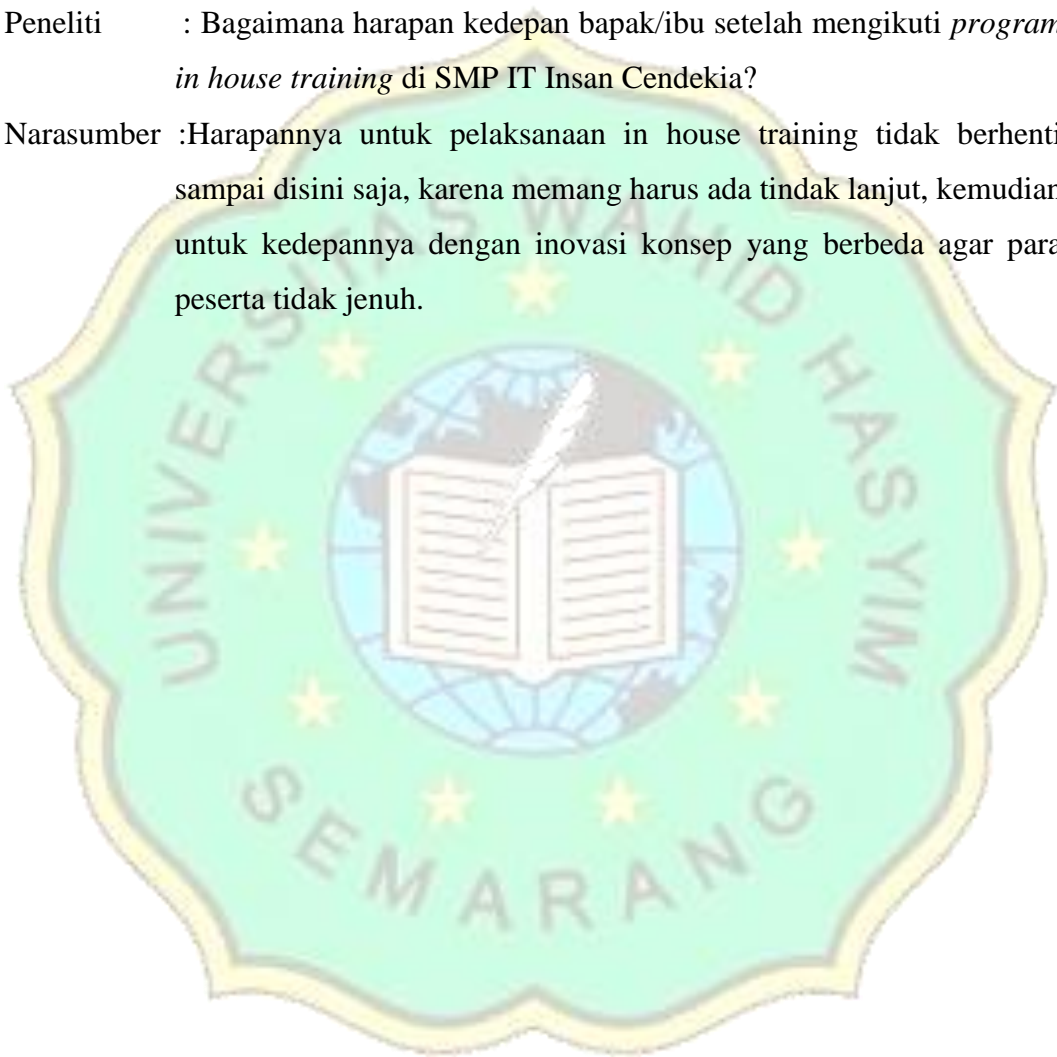 Peneliti : Bagaimana harapan kedepan bapak/ibu setelah mengikuti program
in house training di SMP IT Insan Cendekia?
Narasumber :Harapannya untuk pelaksanaan in house training tidak berhenti
sampai disini saja, karena memang harus ada tindak lanjut, kemudian
untuk kedepannya dengan inovasi konsep yang berbeda agar para
peserta tidak jenuh.
UNIVERSITAS WAHID HASYIM
SEMARANG